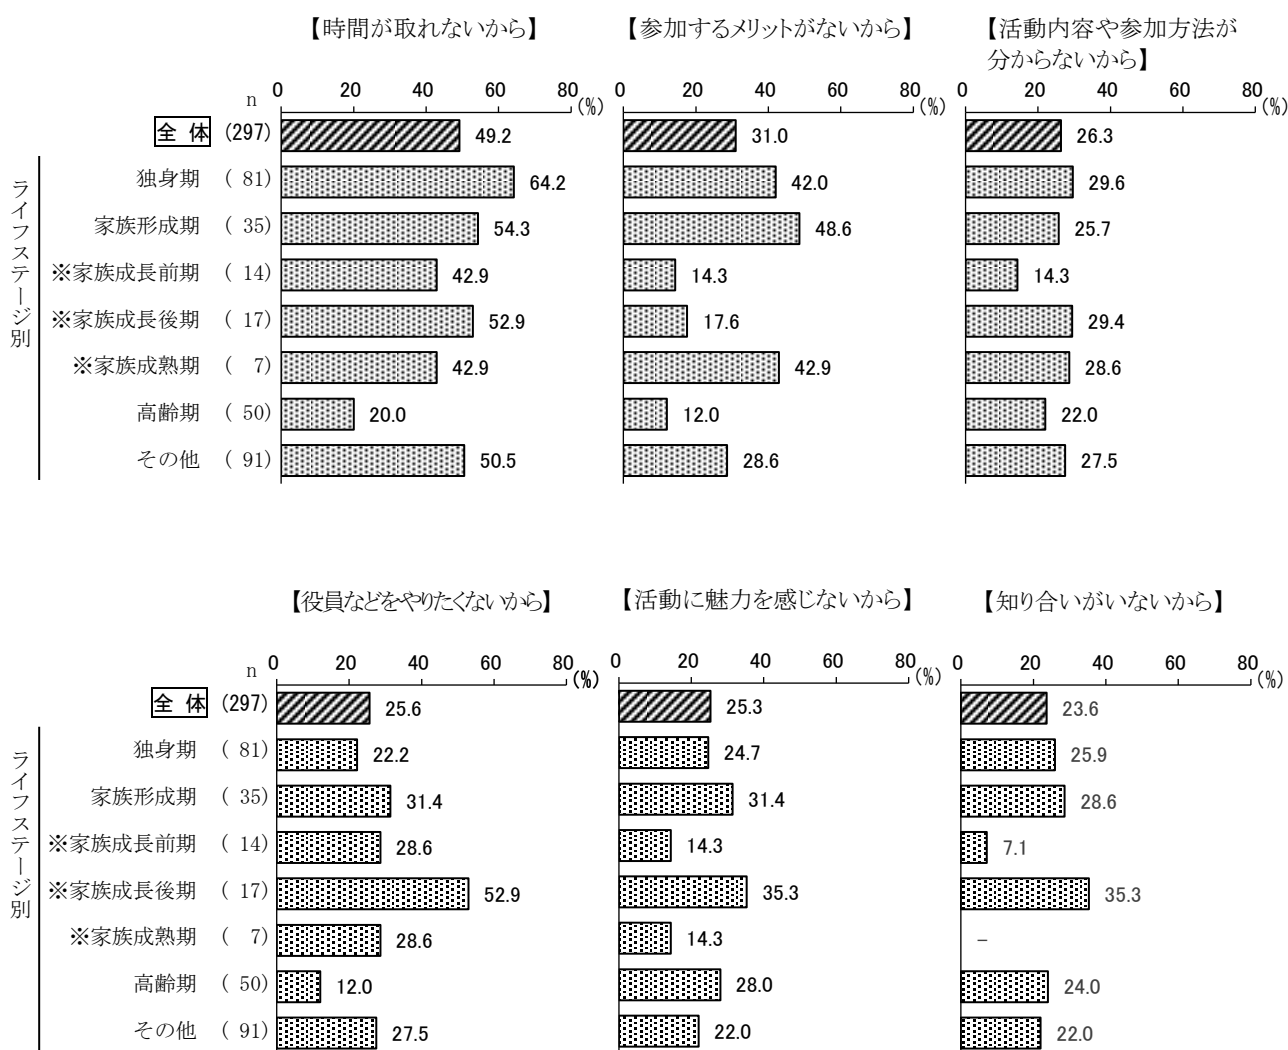 【時間が取れないから】 【参加するメリットがないから】 【活動内容や参加方法が
分からないから】
n 0 20 40 60 80(%) 0 20 40 60 80(%) 0 20 40 60 80(%)
全 体 (297) 49.2 31.0 26.3
ライフステージ別
独身期 ( 81) 64.2 42.0 29.6
家族形成期 ( 35) 54.3 48.6 25.7
※家族成長前期 ( 14) 42.9 14.3 14.3
※家族成長後期 ( 17) 52.9 17.6 29.4
※家族成熟期 ( 7) 42.9 42.9 28.6
高齢期 ( 50) 20.0 12.0 22.0
その他 ( 91) 50.5 28.6 27.5
【役員などをやりたくないから】 【活動に魅力を感じないから】 【知り合いがいないから】
n 0 20 40 60 80(%) 0 20 40 60 80(%) 0 20 40 60 80(%)
全 体 (297) 25.6 25.3 23.6
ライフステージ別
独身期 ( 81) 22.2 24.7 25.9
家族形成期 ( 35) 31.4 31.4 28.6
※家族成長前期 ( 14) 28.6 14.3 7.1
※家族成長後期 ( 17) 52.9 35.3 35.3
※家族成熟期 ( 7) 28.6 14.3 –
高齢期 ( 50) 12.0 28.0 24.0
その他 ( 91) 27.5 22.0 22.0